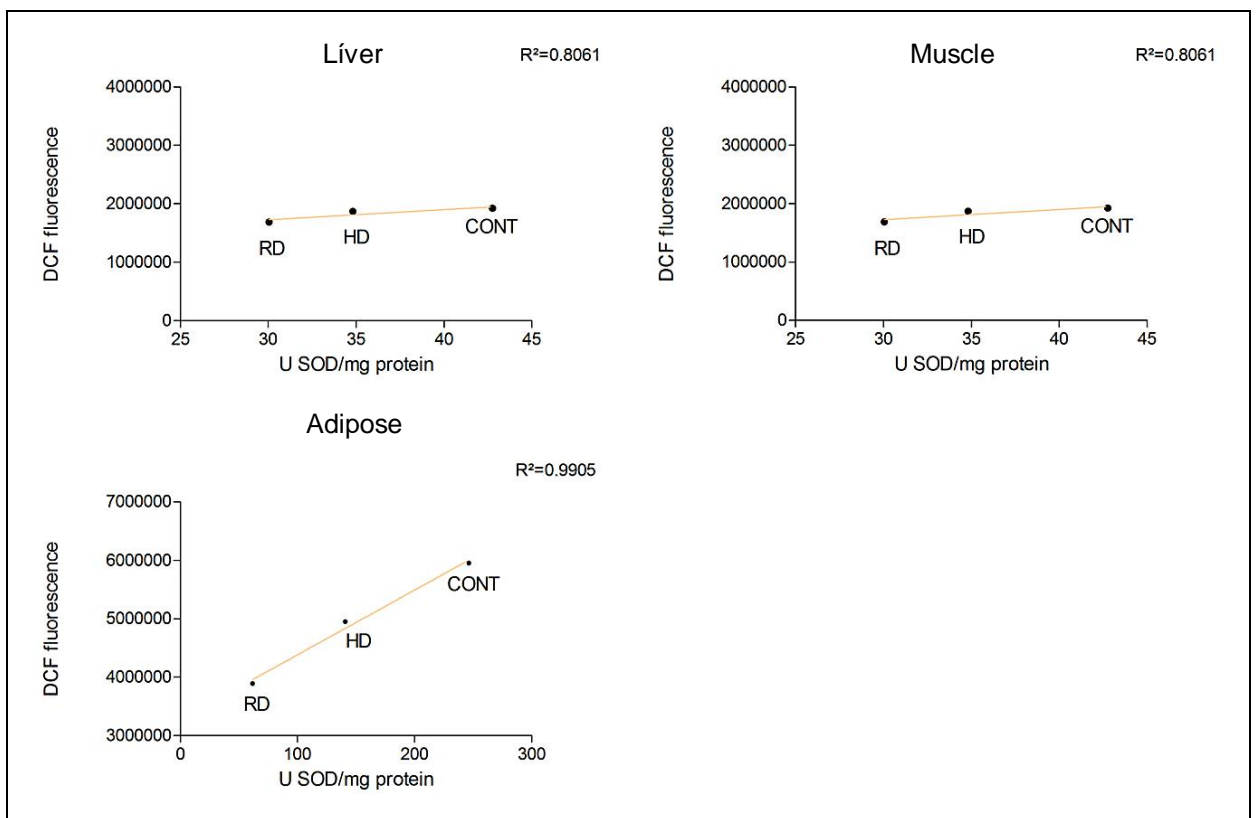 Líver
R²=0.8061
DCF fluorescence
4000000
3000000
2000000
1000000
0
RD
HD
CONT
25 30 35 40 45
U SOD/mg protein
Muscle
R²=0.8061
DCF fluorescence
4000000
3000000
2000000
1000000
0
RD
HD
CONT
25 30 35 40 45
U SOD/mg protein
Adipose
R²=0.9905
DCF fluorescence
7000000
6000000
5000000
4000000
3000000
CONT
HD
RD
0 100 200 300
U SOD/mg protein